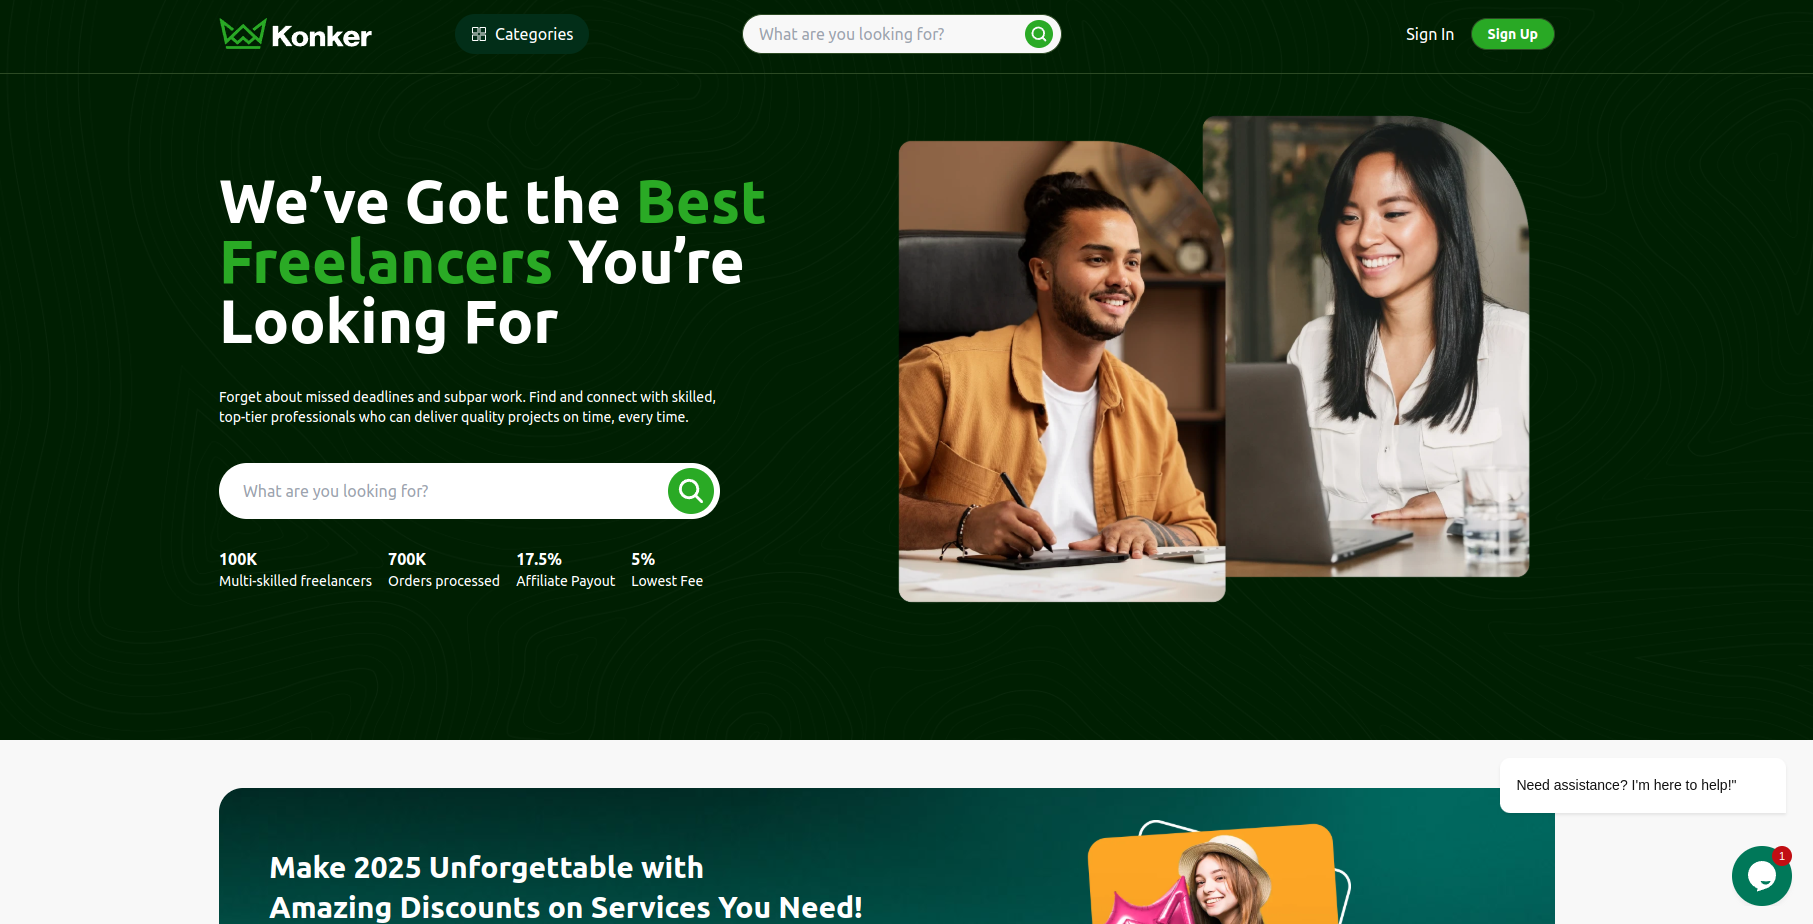 Konker
Categories
What are you looking for?
Sign In
Sign Up
We’ve Got the Best
Freelancers You’re
Looking For
Forget about missed deadlines and subpar work. Find and connect with skilled,
top-tier professionals who can deliver quality projects on time, every time.
What are you looking for?
100K
Multi-skilled freelancers
700K
Orders processed
17.5%
Affiliate Payout
5%
Lowest Fee
Need assistance? I'm here to help!"
1
Make 2025 Unforgettable with
Amazing Discounts on Services You Need!